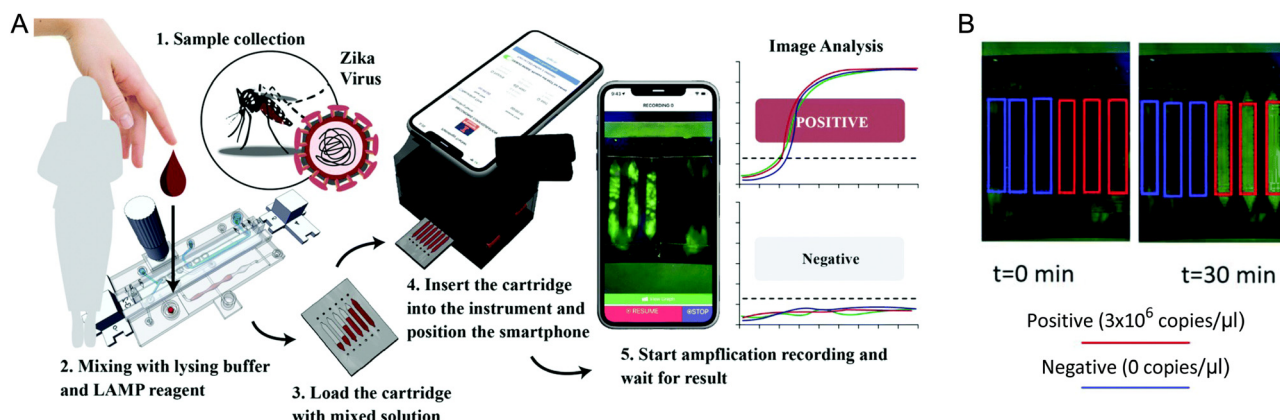 A
1. Sample collection
Zika
Virus
2. Mixing with lysing buffer
and LAMP reagent
3. Load the cartridge
with mixed solution
4. Insert the cartridge
into the instrument and
position the smartphone
RECORDING
RESUME
STOP
5. Start ampflication recording and
wait for result
Image Analysis
POSITIVE
Negative
B
t=0 min
t=30 min
Positive (3x10⁶ copies/µl)
Negative (0 copies/µl)